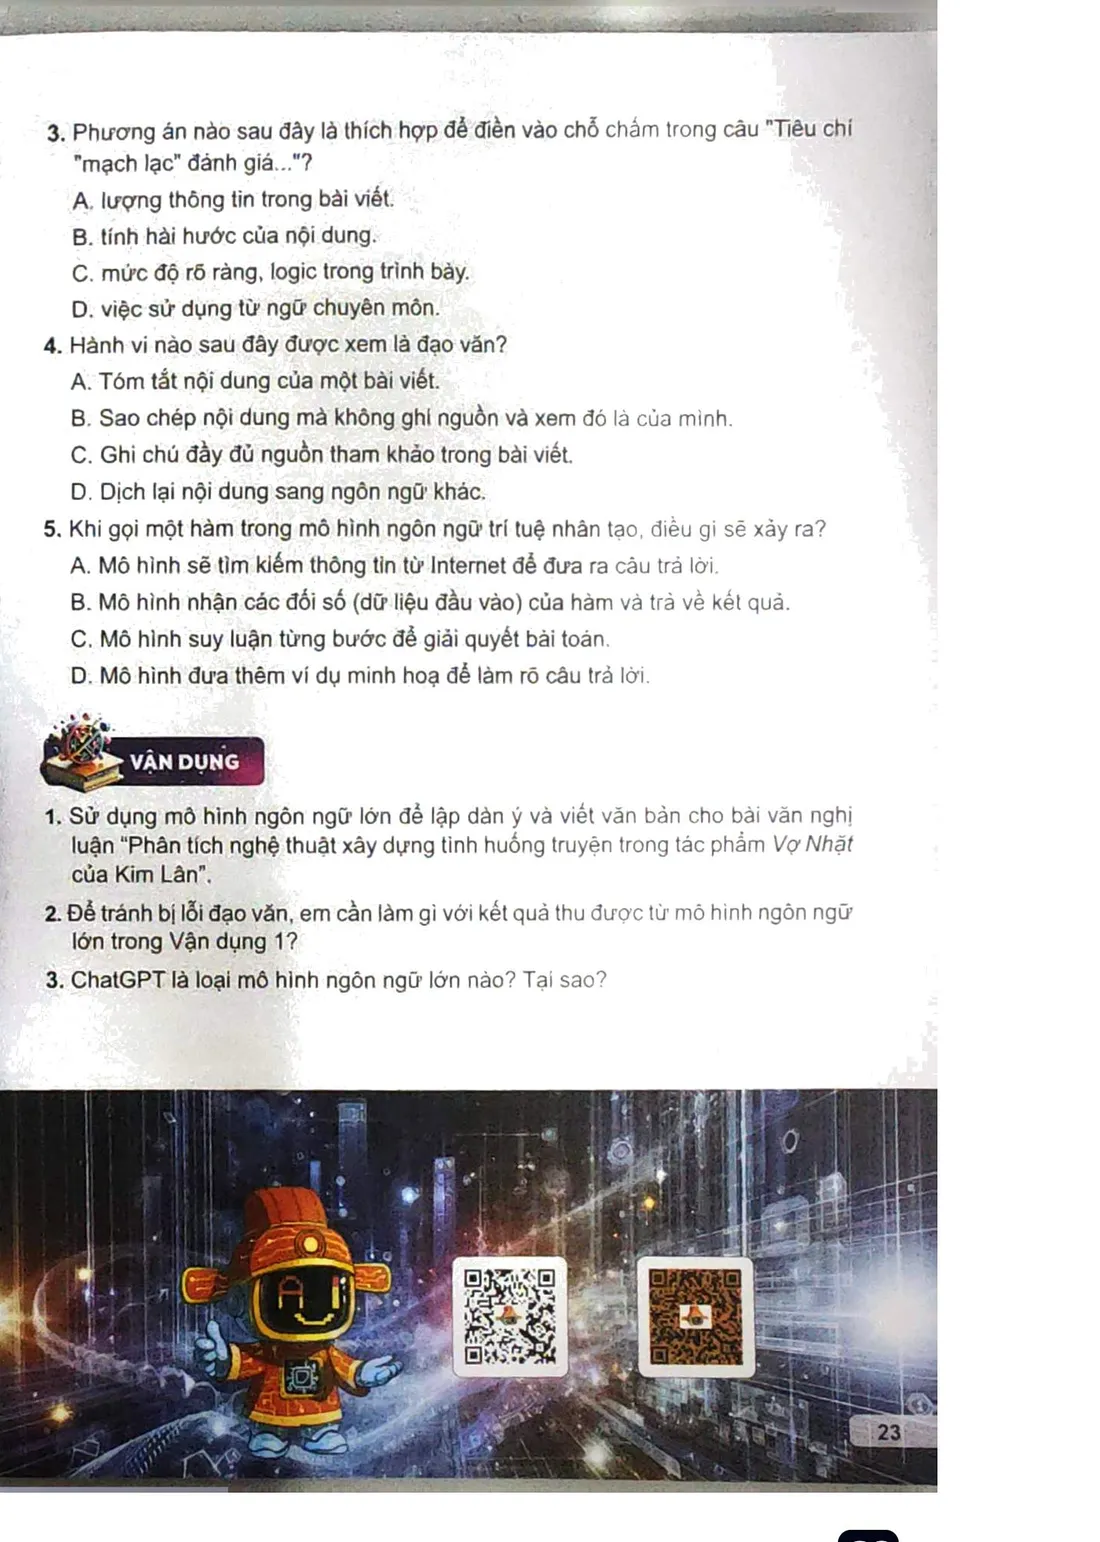 3. Phương án nào sau đây là thích hợp để điền vào chỗ chấm trong câu "Tiêu chí
"mạch lạc" đánh giá..."?
A. lượng thông tin trong bài viết.
B. tính hài hước của nội dung.
C. mức độ rõ ràng, logic trong trình bày.
D. việc sử dụng từ ngữ chuyên môn.
4. Hành vi nào sau đây được xem là đạo văn?
A. Tóm tắt nội dung của một bài viết.
B. Sao chép nội dung mà không ghi nguồn và xem đó là của mình.
C. Ghi chú đầy đủ nguồn tham khảo trong bài viết.
D. Dịch lại nội dung sang ngôn ngữ khác.
5. Khi gọi một hàm trong mô hình ngôn ngữ trí tuệ nhân tạo, điều gì sẽ xảy ra?
A. Mô hình sẽ tìm kiếm thông tin từ Internet để đưa ra câu trả lời.
B. Mô hình nhận các đối số (dữ liệu đầu vào) của hàm và trả về kết quả.
C. Mô hình suy luận từng bước để giải quyết bài toán.
D. Mô hình đưa thêm ví dụ minh hoạ để làm rõ câu trả lời.
VẬN DỤNG
1. Sử dụng mô hình ngôn ngữ lớn để lập dàn ý và viết văn bản cho bài văn nghị
luận “Phân tích nghệ thuật xây dựng tình huống truyện trong tác phẩm Vợ Nhặt
của Kim Lân”.
2. Để tránh bị lỗi đạo văn, em cần làm gì với kết quả thu được từ mô hình ngôn ngữ
lớn trong Vận dụng 1?
3. ChatGPT là loại mô hình ngôn ngữ lớn nào? Tại sao?
AI
23